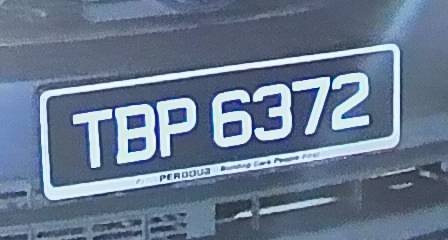 TBP 6372
PERODUA Building Cars People First